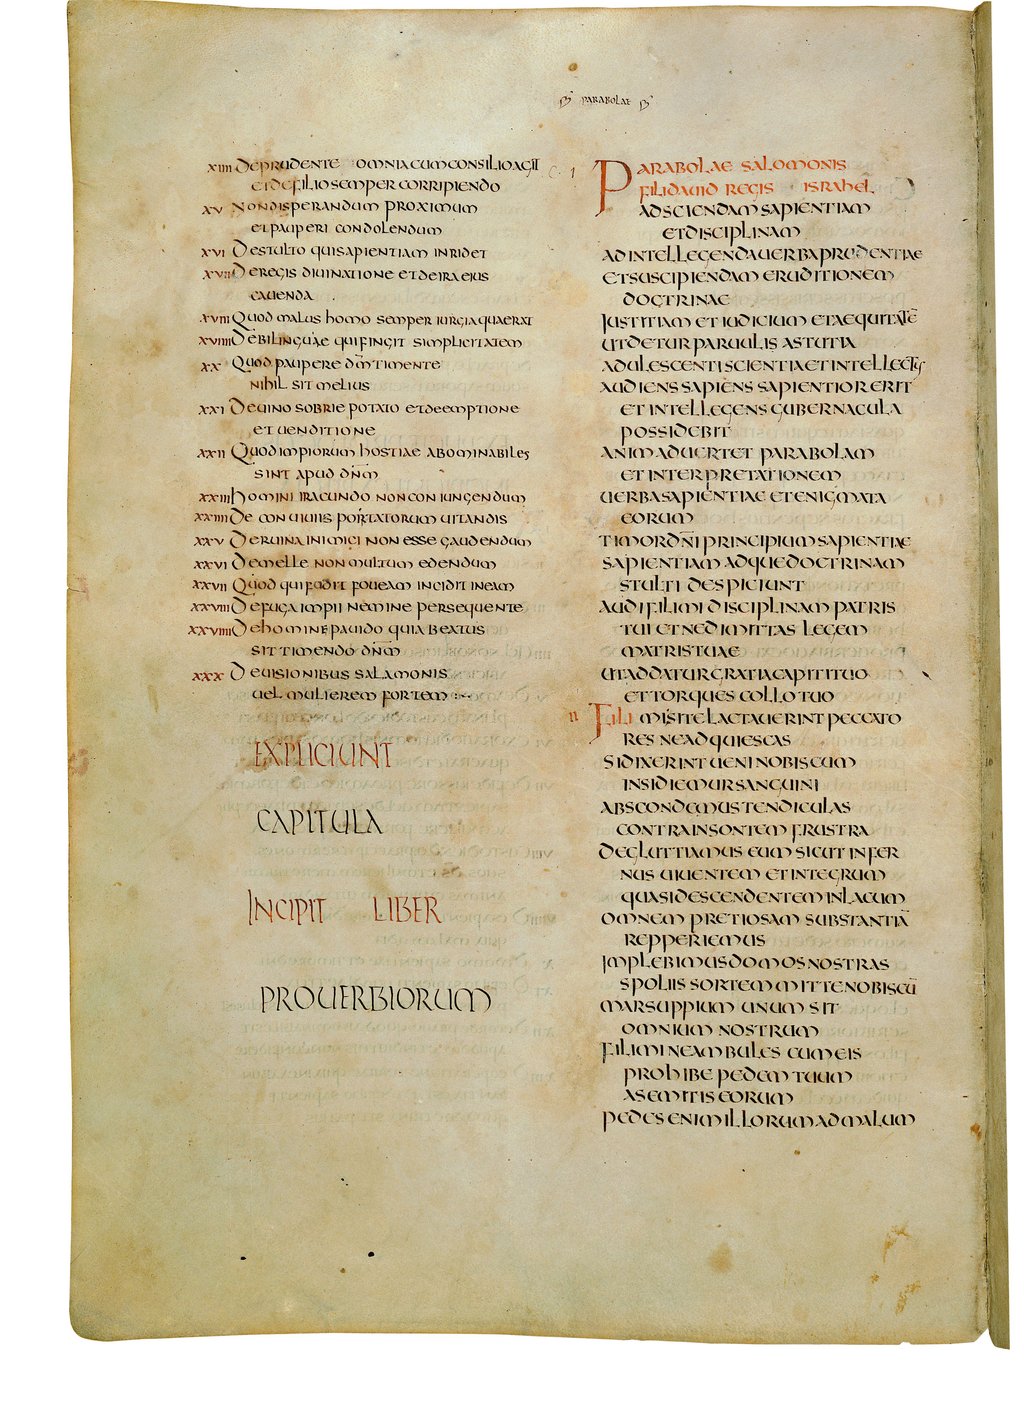 PARABOLAE
XIIII DE PRUDENTE OMNIA CUM CONSILIO AGIT
ET DE FILIO SEMPER CORRIPIENDO
XV NON DISPERANDUM PROXIMUM
ET PAUPERI CONDOLENDUM
XVI DE STULTO QUI SAPIENTIAM INRIDET
XVII DE REGIS DIUINATIONE ET DE IRA EIUS
CAUENDA
XVIII QUOD MALUS HOMO SEMPER IURGIA QUAERAT
XVIIII DE BILINGUAE QUI FINGIT SIMPLICITATEM
XX QUOD PAUPERE DM̄ TIMENTE
NIHIL SIT MELIUS
XXI DE UINO SOBRIE POTATO ET DE EMPTIONE
ET UENDITIONE
XXII QUOD IMPIORUM HOSTIAE ABOMINABILES
SINT APUD DN̄M
XXIII HOMINI IRACUNDO NON CONIUNGENDUM
XXIIII DE CONUIUIIS PORTATORUM UITANDIS
XXV DE RUINA INIMICI NON ESSE GAUDENDUM
XXVI DE MELLE NON MULTUM EDENDUM
XXVII QUOD QUI FODIT FOUEAM INCIDIT IN EAM
XXVIII DE FUGA IMPII NEMINE PERSEQUENTE
XXVIIII DE HOMINE PAUIDO QUIA BEATUS
SIT TIMENDO DN̄M
XXX DE UISIONIBUS SALAMONIS
UEL MULIEREM FORTEM
EXPLICIUNT
CAPITULA
INCIPIT LIBER
PROUERBIORUM
I PARABOLAE SALOMONIS
FILI DAUID REGIS ISRAHEL
AD SCIENDAM SAPIENTIAM
ET DISCIPLINAM
AD INTELLEGENDA UERBA PRUDENTIAE
ET SUSCIPIENDAM ERUDITIONEM
DOCTRINAE
IUSTITIAM ET IUDICIUM ET AEQUITATĒ
UT DETUR PARUULIS ASTUTIA
ADULESCENTI SCIENTIA ET INTELLECTUS
AUDIENS SAPIENS SAPIENTIOR ERIT
ET INTELLEGENS GUBERNACULA
POSSIDEBIT
ANIMADUERTET PARABOLAM
ET INTERPRETATIONEM
UERBA SAPIENTIAE ET ENIGMATA
EORUM
TIMOR DN̄I PRINCIPIUM SAPIENTIAE
SAPIENTIAM ADQUE DOCTRINAM
STULTI DESPICIUNT
AUDI FILI MI DISCIPLINAM PATRIS
TUI ET NE DIMITTAS LEGEM
MATRIS TUAE
UT ADDATUR GRATIA CAPITI TUO
ET TORQUES COLLO TUO
II FILI MI SI TE LACTAUERINT PECCATO
RES NE ADQUIESCAS
SI DIXERINT UENI NOBISCUM
INSIDIEMUR SANGUINI
ABSCONDAMUS TENDICULAS
CONTRA INSONTEM FRUSTRA
DEGLUTTIAMUS EUM SICUT INFER
NUS UIUENTEM ET INTEGRUM
QUASI DESCENDENTEM IN LACUM
OMNEM PRETIOSAM SUBSTANTIĀ
REPPERIEMUS
IMPLEBIMUS DOMOS NOSTRAS
SPOLIIS SORTEM MITTE NOBISCŪ
MARSUPPIUM UNUM SIT
OMNIUM NOSTRUM
FILI MI NE AMBULES CUM EIS
PROHIBE PEDEM TUUM
A SEMITIS EORUM
PEDES ENIM ILLORUM AD MALUM